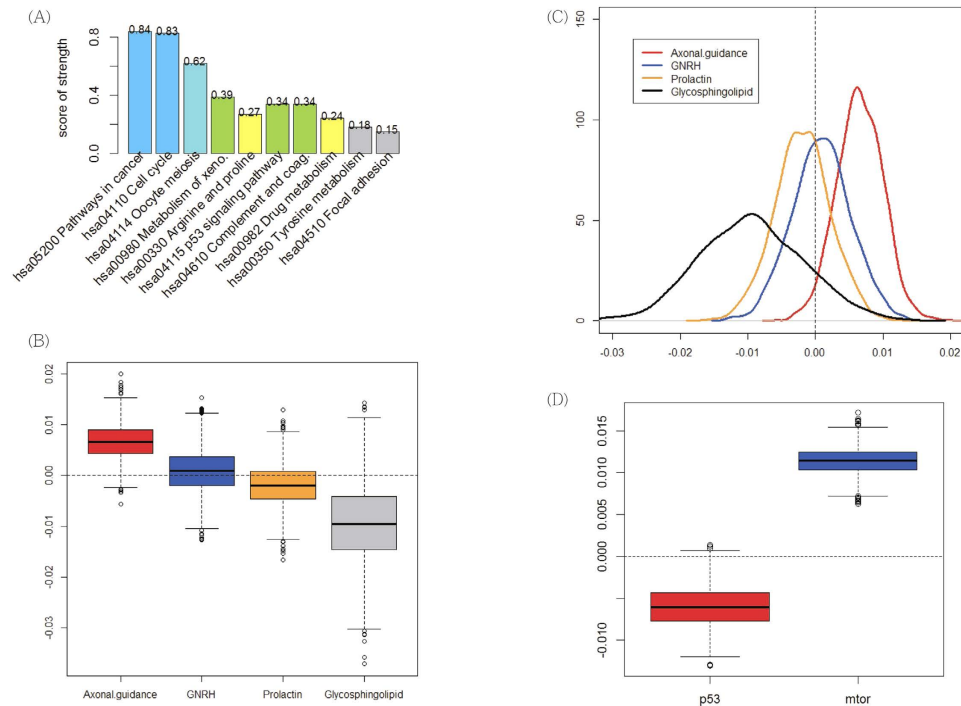 (A)
score of strength
0.8
0.4
0.0
0.84
0.83
0.62
0.39
0.27
0.34
0.34
0.24
0.18
0.15
hsa05200 Pathways in cancer
hsa04110 Cell cycle
hsa04114 Oocyte meiosis
hsa00980 Metabolism of xeno.
hsa00330 Arginine and proline
hsa04115 p53 signaling pathway
hsa04610 Complement and coag.
hsa00982 Drug metabolism
hsa00350 Tyrosine metabolism
hsa04510 Focal adhesion
(B)
0.02
0.01
0.00
-0.01
-0.02
-0.03
Axonal.guidance
GNRH
Prolactin
Glycosphingolipid
(C)
150
100
50
0
Axonal.guidance
GNRH
Prolactin
Glycosphingolipid
-0.03
-0.02
-0.01
0.00
0.01
0.02
(D)
0.015
0.010
0.005
0.000
-0.010
p53
mtor